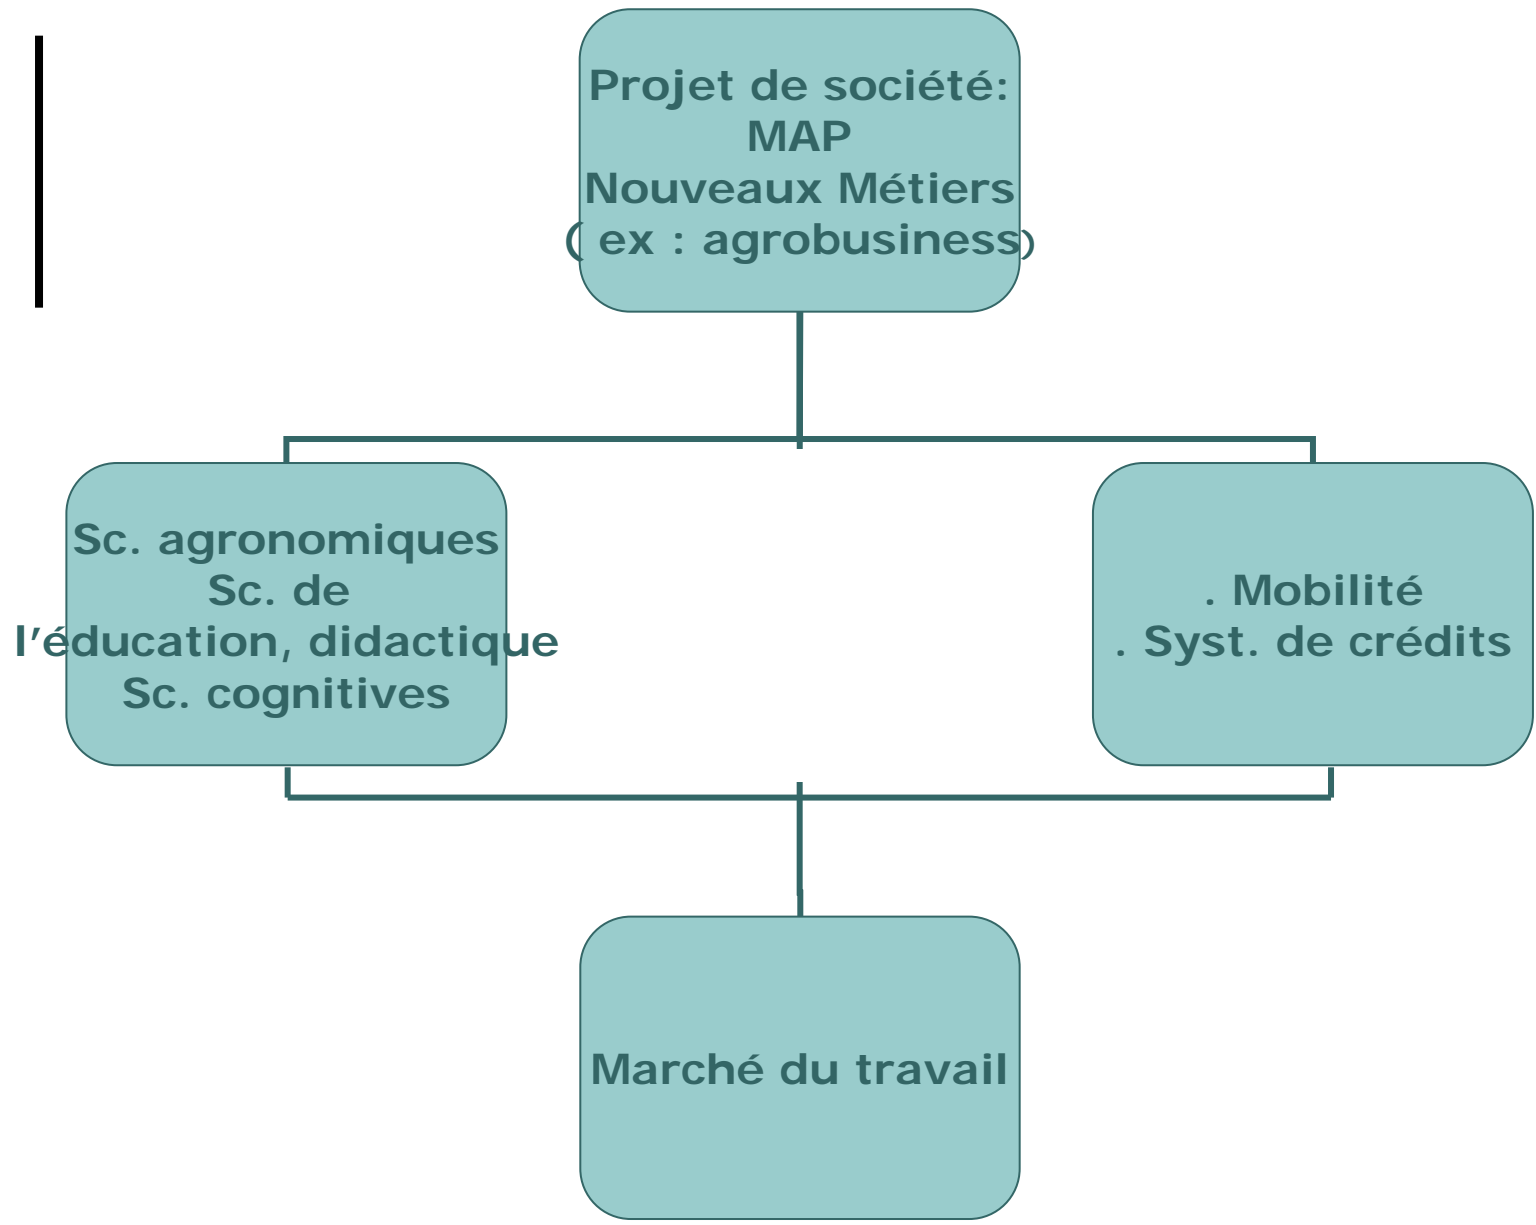 Projet de société:
MAP
Nouveaux Métiers
( ex : agrobusiness)
Sc. agronomiques
Sc. de
l’éducation, didactique
Sc. cognitives
. Mobilité
. Syst. de crédits
Marché du travail